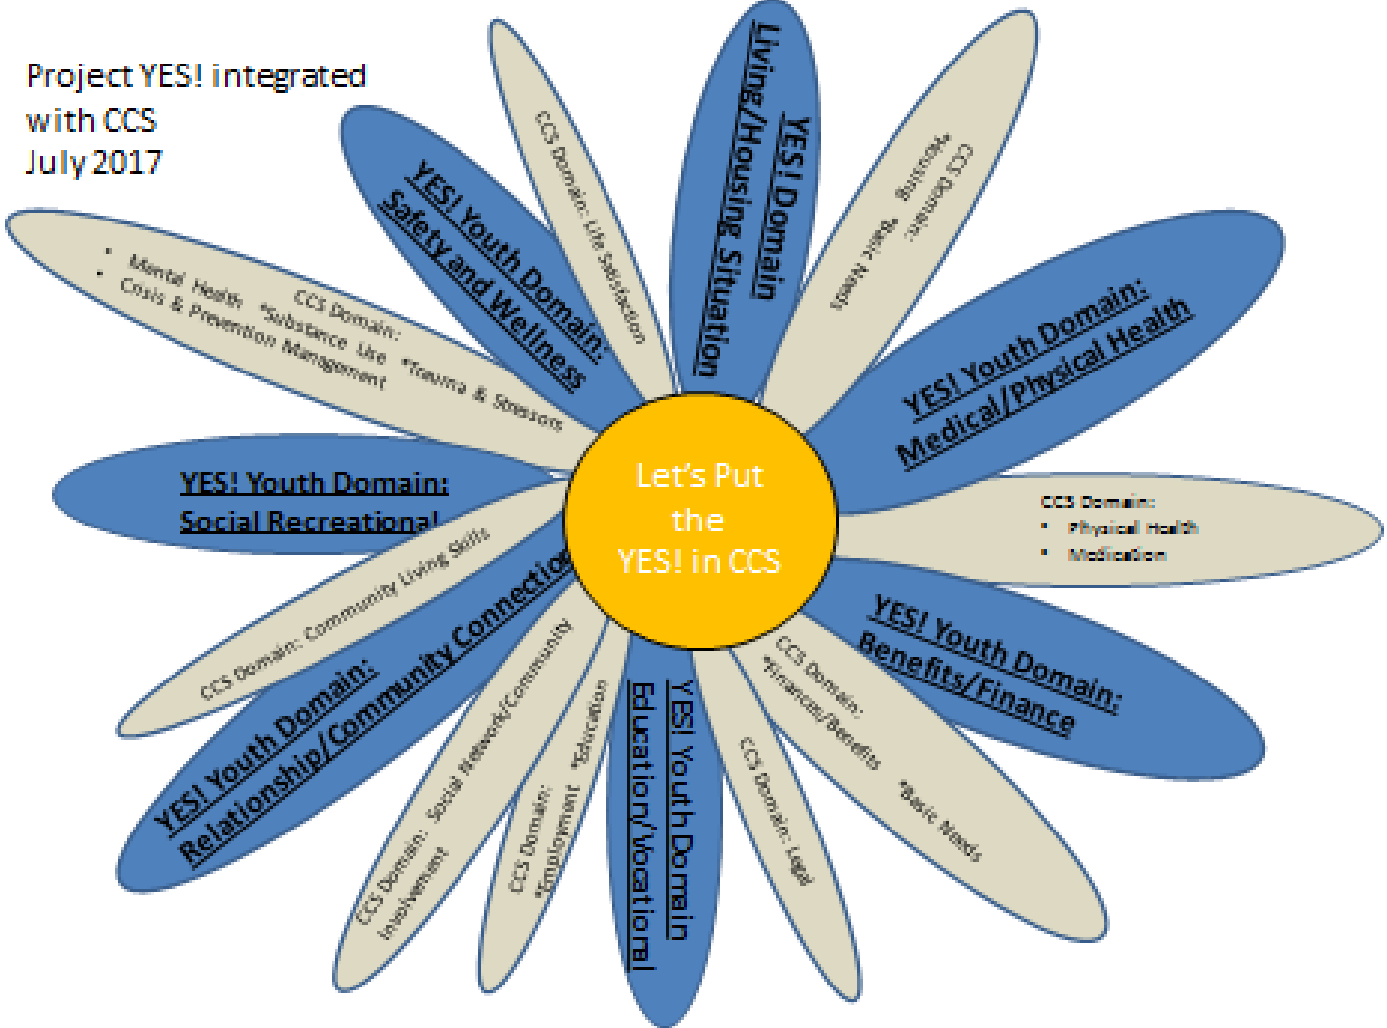 Project YES! integrated
with CCS
July 2017
YES! Domain
Living/Housing Situation
CCS Domain:
*Housing *Basic Needs
YES! Youth Domain:
Medical/Physical Health
CCS Domain:
• Physical Health
• Medication
YES! Youth Domain:
Benefits/Finance
CCS Domain:
*Finances/Benefits *Basic Needs
CCS Domain: Legal
YES! Youth Domain
Education/Vocational
CCS Domain:
*Employment *Education
CCS Domain: Social Network/Community
Involvement
YES! Youth Domain:
Relationship/Community Connection
CCS Domain: Community Living Skills
YES! Youth Domain:
Social Recreational
CCS Domain:
• Mental Health *Substance Use *Trauma & Stressors
• Crisis & Prevention Management
YES! Youth Domain:
Safety and Wellness
CCS Domain: Life Satisfaction
Let's Put
the
YES! in CCS